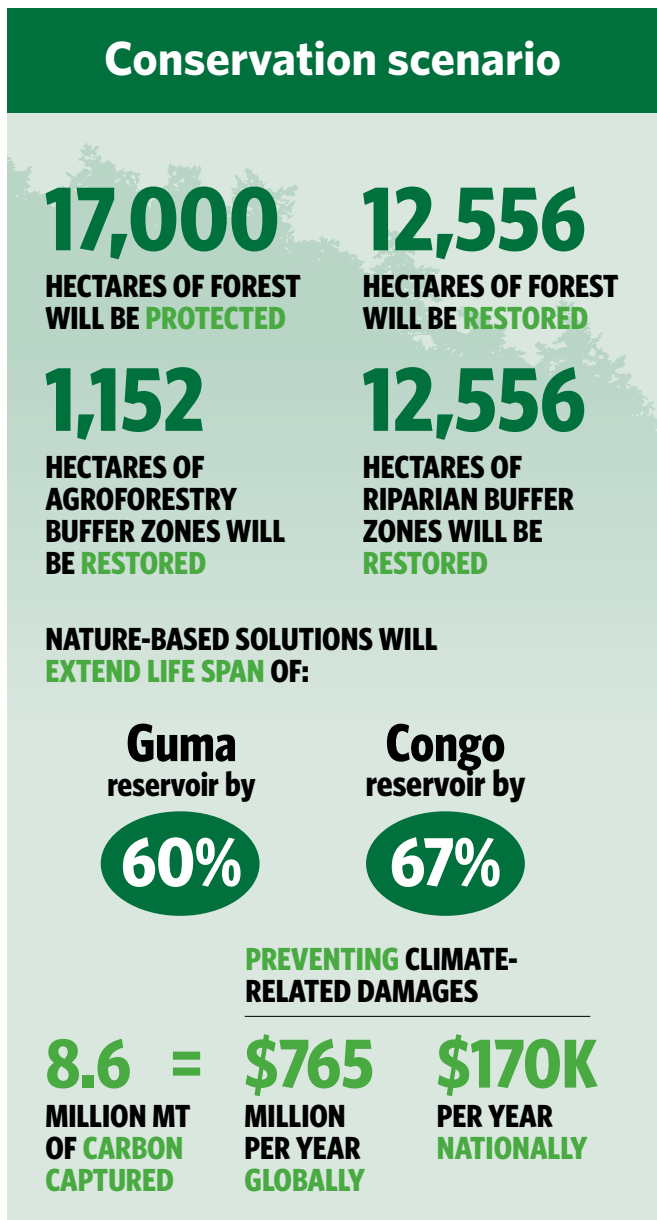 Conservation scenario
17,000
HECTARES OF FOREST
WILL BE PROTECTED
12,556
HECTARES OF FOREST
WILL BE RESTORED
1,152
HECTARES OF
AGROFORESTRY
BUFFER ZONES WILL
BE RESTORED
12,556
HECTARES OF
RIPARIAN BUFFER
ZONES WILL BE
RESTORED
NATURE-BASED SOLUTIONS WILL
EXTEND LIFE SPAN OF:
Guma
reservoir by
60%
Congo
reservoir by
67%
PREVENTING CLIMATE-
RELATED DAMAGES
8.6 =
MILLION MT
OF CARBON
CAPTURED
$765
MILLION
PER YEAR
GLOBALLY
$170K
PER YEAR
NATIONALLY